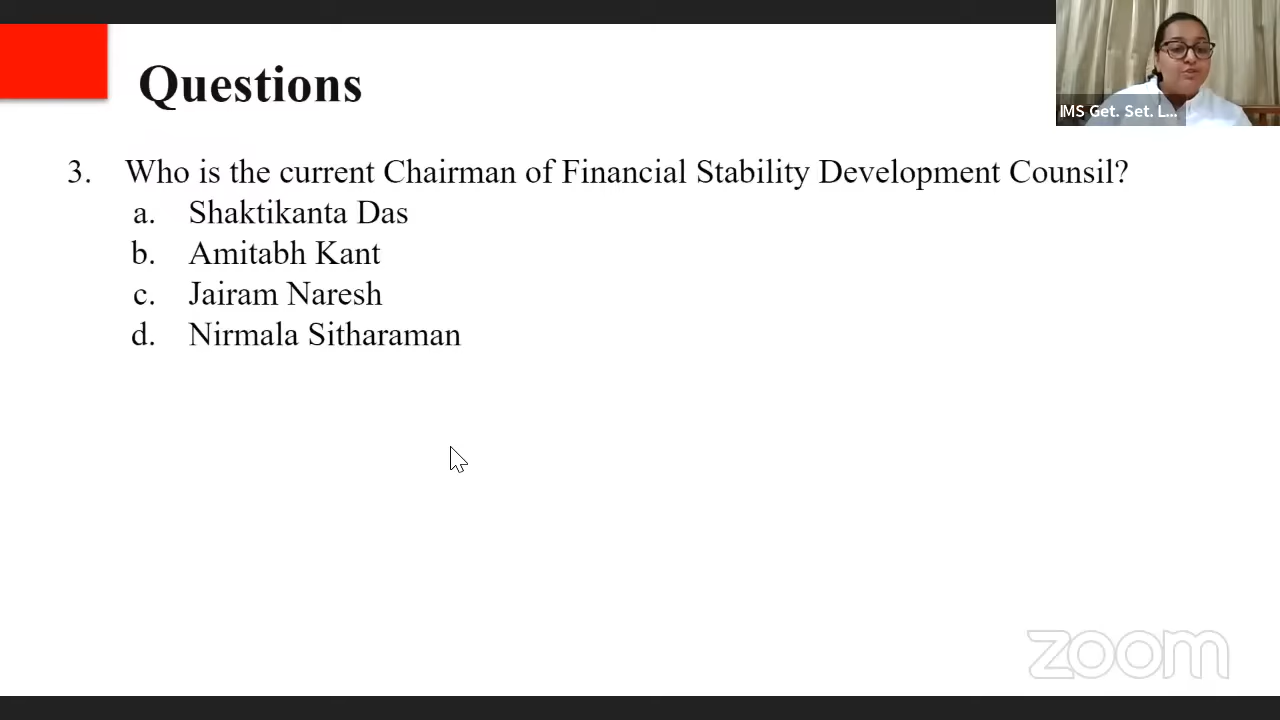 Questions
IMS Get. Set. L...
3. Who is the current Chairman of Financial Stability Development Counsil?
a. Shaktikanta Das
b. Amitabh Kant
c. Jairam Naresh
d. Nirmala Sitharaman
zoom